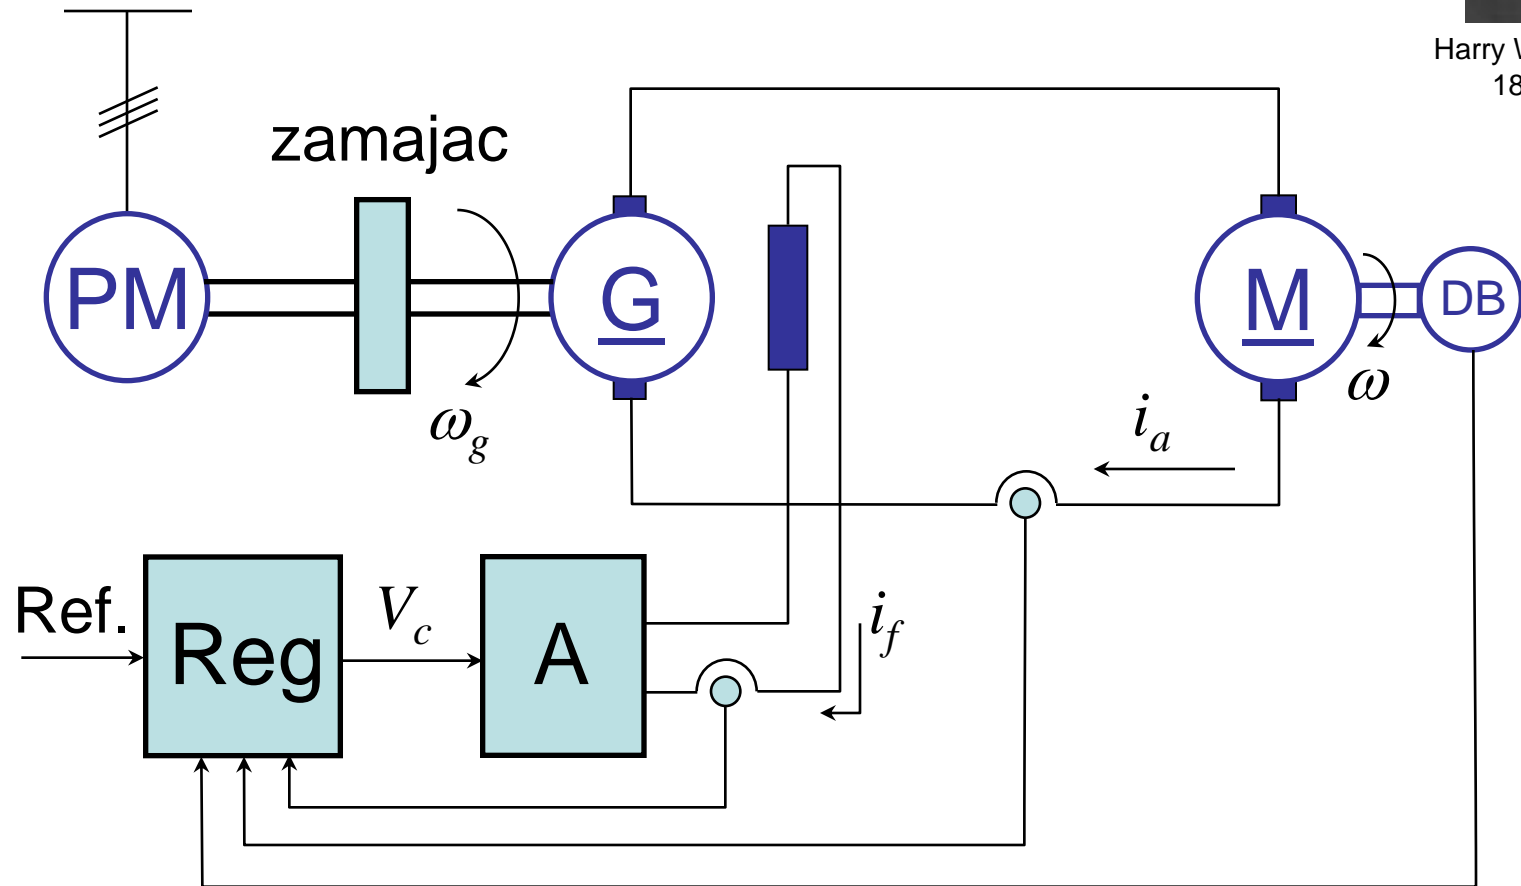 Harry
18
zamajac
PM
G
M
DB
ω
ω_g
i_a
Ref.
Reg
V_c
A
i_f